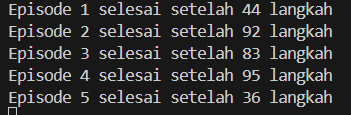 Episode 1 selesai setelah 44 langkah
Episode 2 selesai setelah 92 langkah
Episode 3 selesai setelah 83 langkah
Episode 4 selesai setelah 95 langkah
Episode 5 selesai setelah 36 langkah